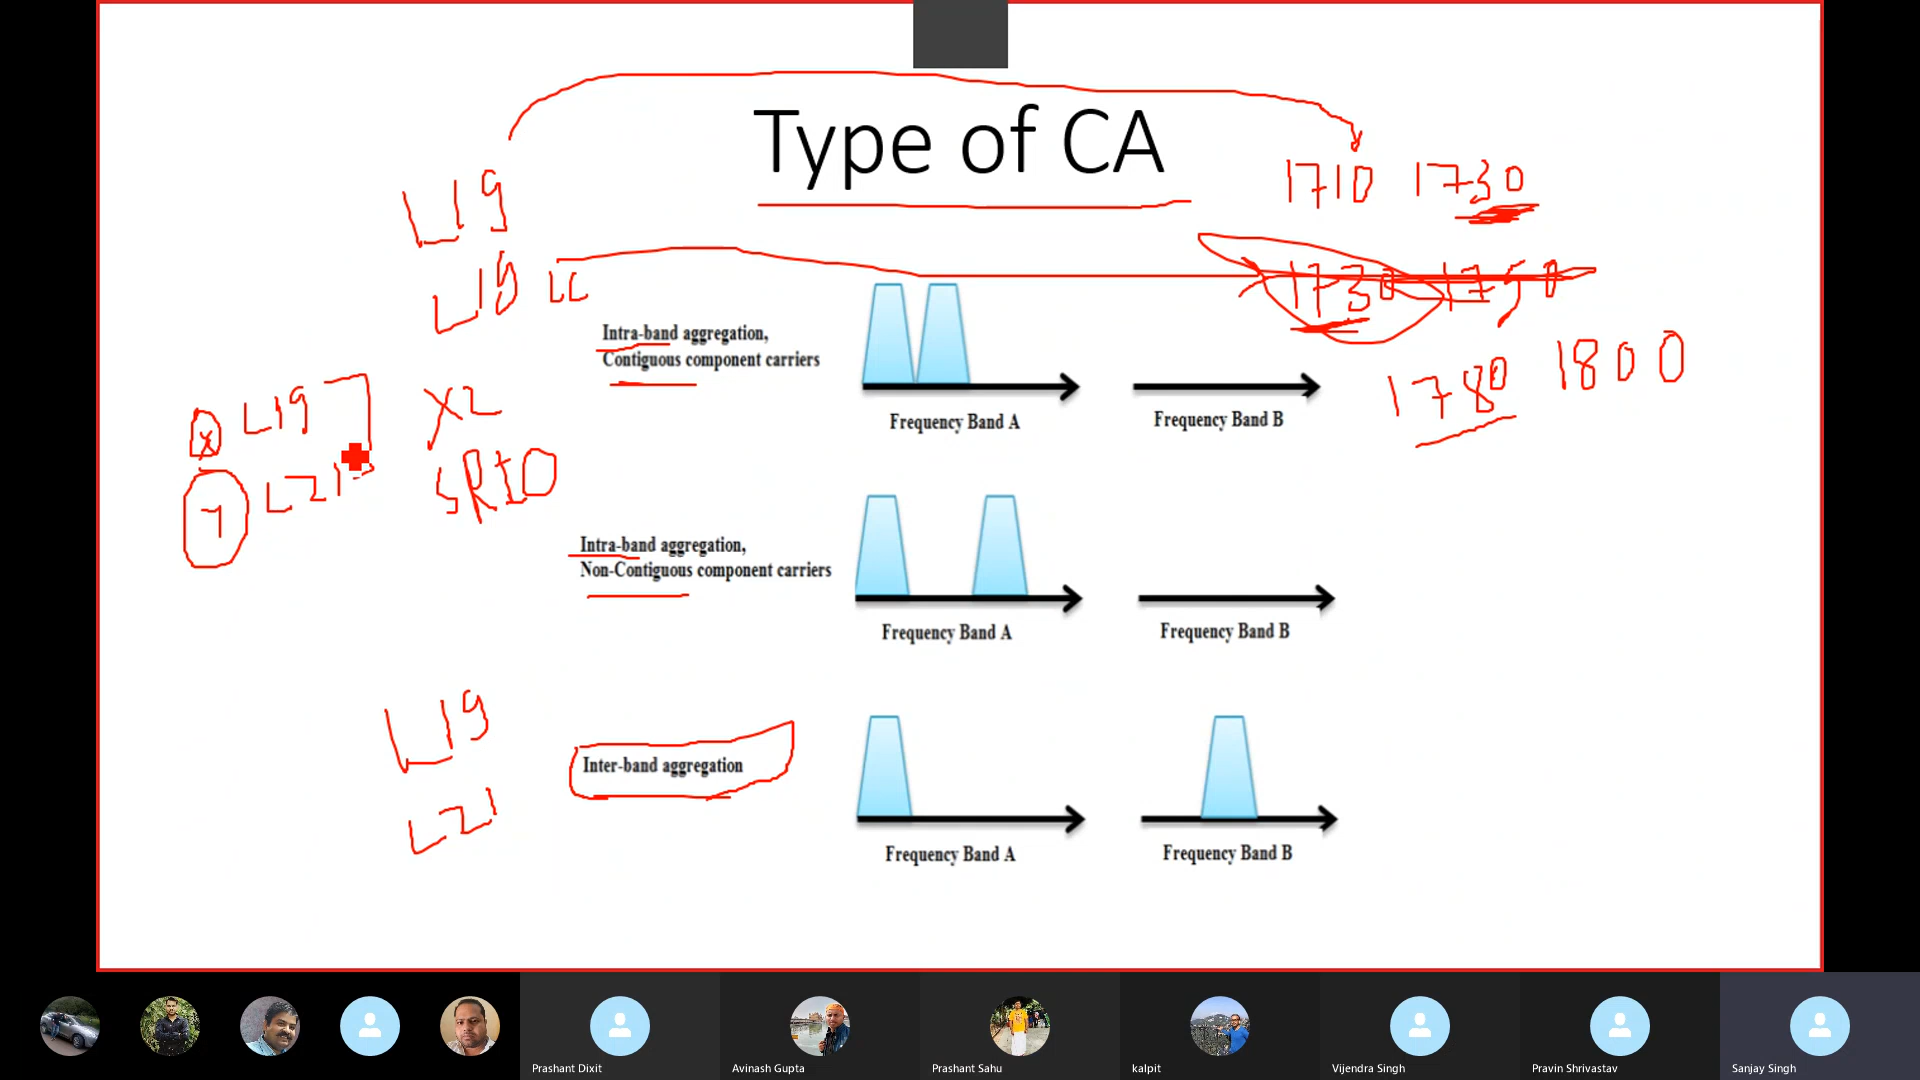 Type of CA
L19
1710 1730
L19 LC
1730 1750
Intra-band aggregation,
Contiguous component carriers
Frequency Band A
Frequency Band B
1780 1800
x L19
X2
L21
SRIO
Intra-band aggregation,
Non-Contiguous component carriers
Frequency Band A
Frequency Band B
L19
Inter-band aggregation
L21
Frequency Band A
Frequency Band B
Prashant Dixit
Avinash Gupta
Prashant Sahu
kalpit
Vijendra Singh
Pravin Shrivastav
Sanjay Singh